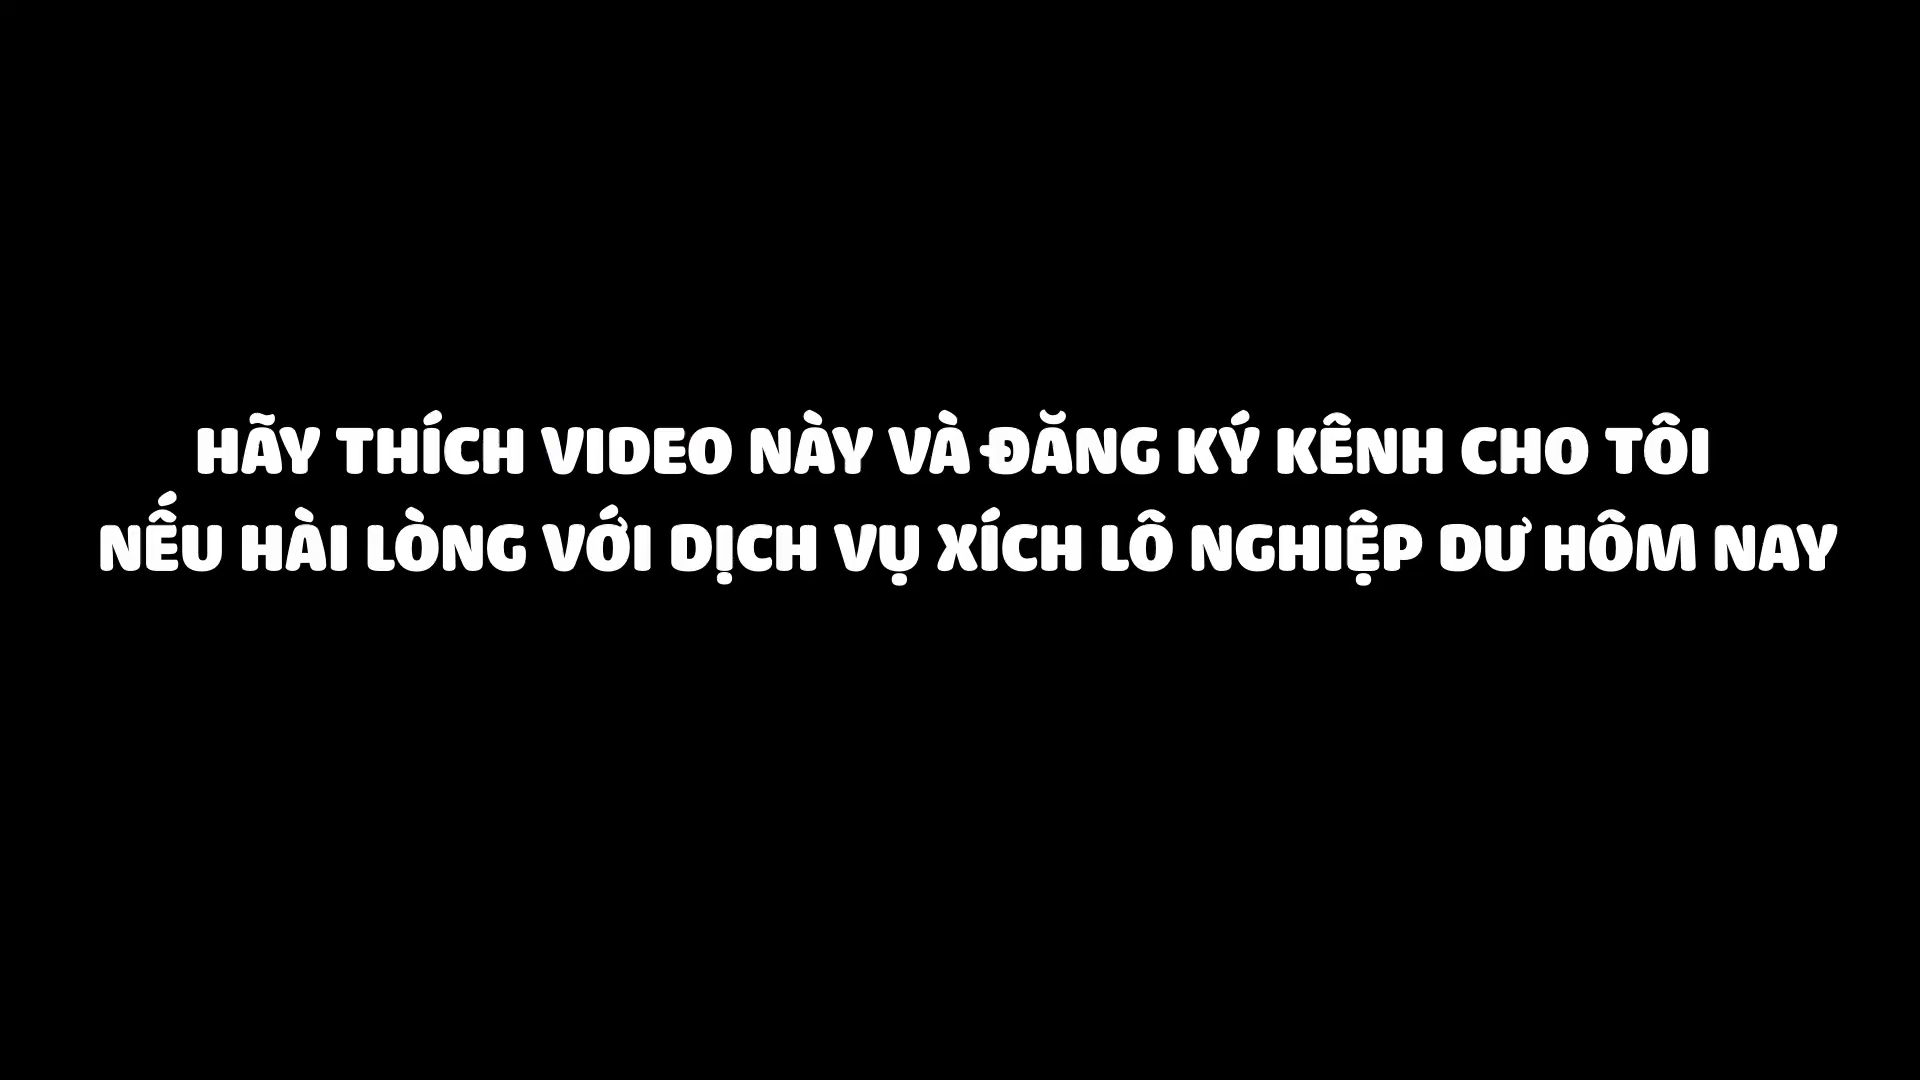 HÃY THÍCH VIDEO NÀY VÀ ĐĂNG KÝ KÊNH CHO TÔI
NẾU HÀI LÒNG VỚI DỊCH VỤ XÍCH LÔ NGHIỆP DƯ HÔM NAY